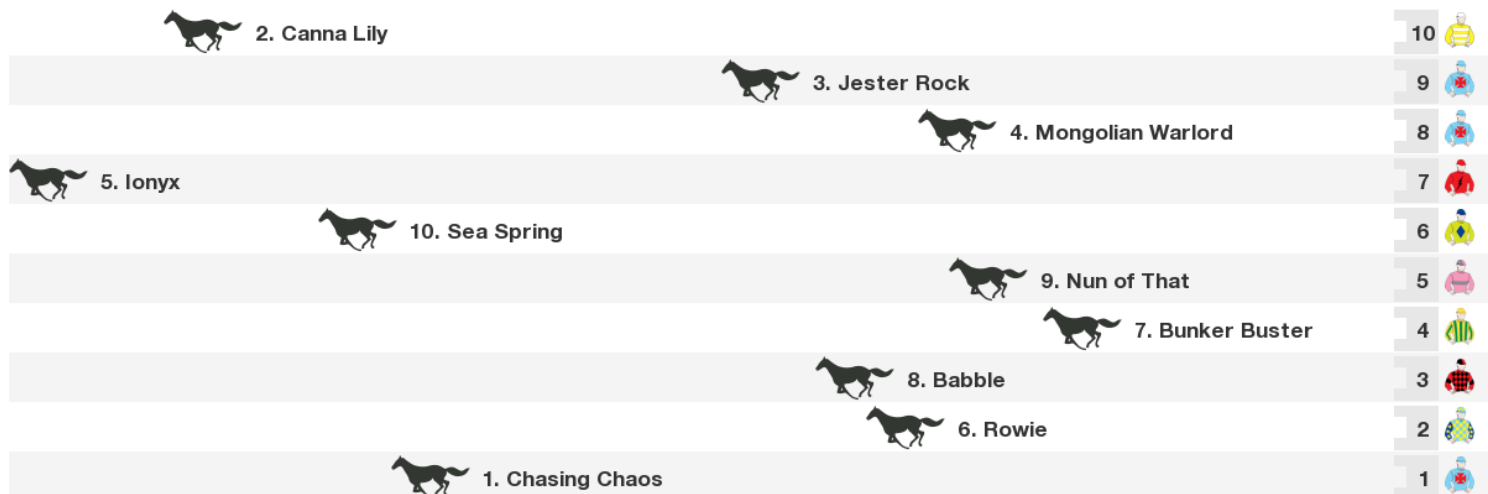 2. Canna Lily 10
3. Jester Rock 9
4. Mongolian Warlord 8
5. Ionyx 7
10. Sea Spring 6
9. Nun of That 5
7. Bunker Buster 4
8. Babble 3
6. Rowie 2
1. Chasing Chaos 1